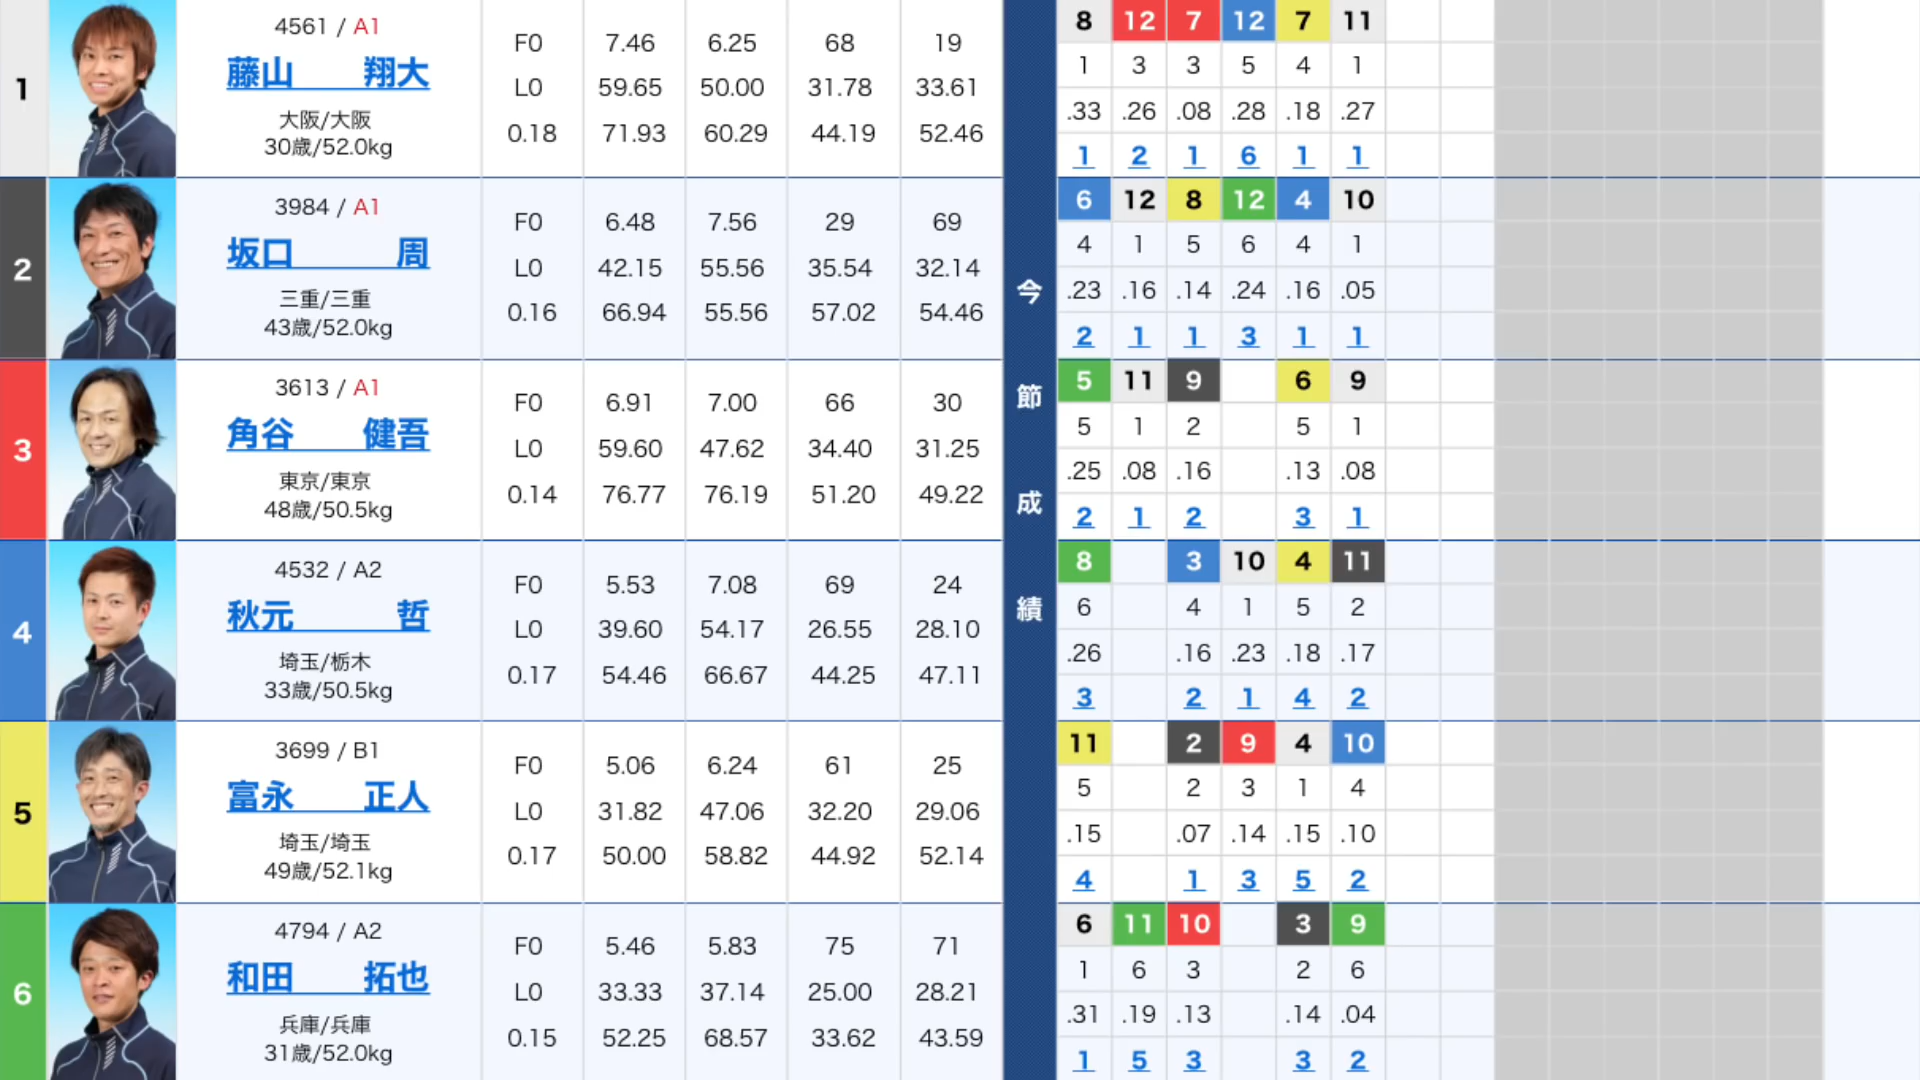 1
4561 / A1
藤山 翔大
大阪/大阪
30歳/52.0kg
F0 7.46 6.25 68 19
L0 59.65 50.00 31.78 33.61
0.18 71.93 60.29 44.19 52.46
8 12 7 12 7 11
1 3 3 5 4 1
.33 .26 .08 .28 .18 .27
1 2 1 6 1 1
2
3984 / A1
坂口 周
三重/三重
43歳/52.0kg
F0 6.48 7.56 29 69
L0 42.15 55.56 35.54 32.14
0.16 66.94 55.56 57.02 54.46
6 12 8 12 4 10
4 1 5 6 4 1
.23 .16 .14 .24 .16 .05
2 1 1 3 1 1
今節成績
3
3613 / A1
角谷 健吾
東京/東京
48歳/50.5kg
F0 6.91 7.00 66 30
L0 59.60 47.62 34.40 31.25
0.14 76.77 76.19 51.20 49.22
5 11 9 6 9
5 1 2 5 1
.25 .08 .16 .13 .08
2 1 2 3 1
4
4532 / A2
秋元 哲
埼玉/栃木
33歳/50.5kg
F0 5.53 7.08 69 24
L0 39.60 54.17 26.55 28.10
0.17 54.46 66.67 44.25 47.11
8 3 10 4 11
6 4 1 5 2
.26 .16 .23 .18 .17
3 2 1 4 2
5
3699 / B1
富永 正人
埼玉/埼玉
49歳/52.1kg
F0 5.06 6.24 61 25
L0 31.82 47.06 32.20 29.06
0.17 50.00 58.82 44.92 52.14
11 2 9 4 10
5 2 3 1 4
.15 .07 .14 .15 .10
4 1 3 5 2
6
4794 / A2
和田 拓也
兵庫/兵庫
31歳/52.0kg
F0 5.46 5.83 75 71
L0 33.33 37.14 25.00 28.21
0.15 52.25 68.57 33.62 43.59
6 11 10 3 9
1 6 3 2 6
.31 .19 .13 .14 .04
1 5 3 3 2